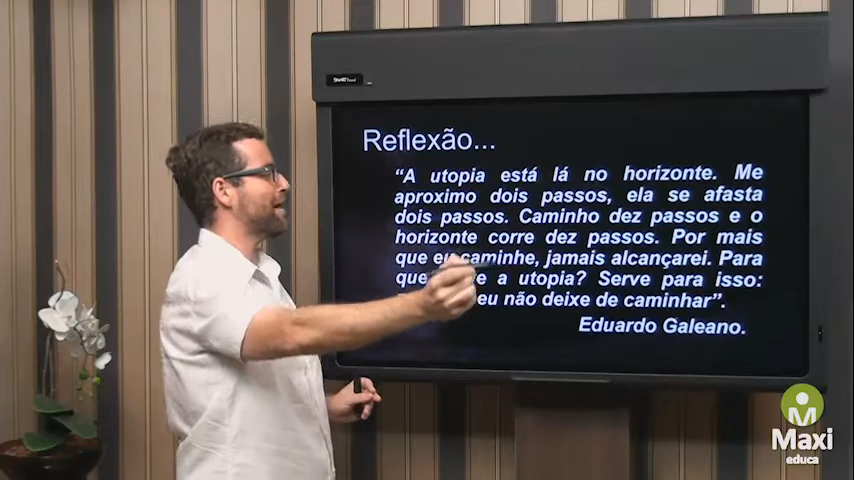 Reflexão...
“A utopia está lá no horizonte. Me
aproximo dois passos, ela se afasta
dois passos. Caminho dez passos e o
horizonte corre dez passos. Por mais
que eu caminhe, jamais alcançarei. Para
que a utopia? Serve para isso:
eu não deixe de caminhar”.
Eduardo Galeano.
Maxi
educa